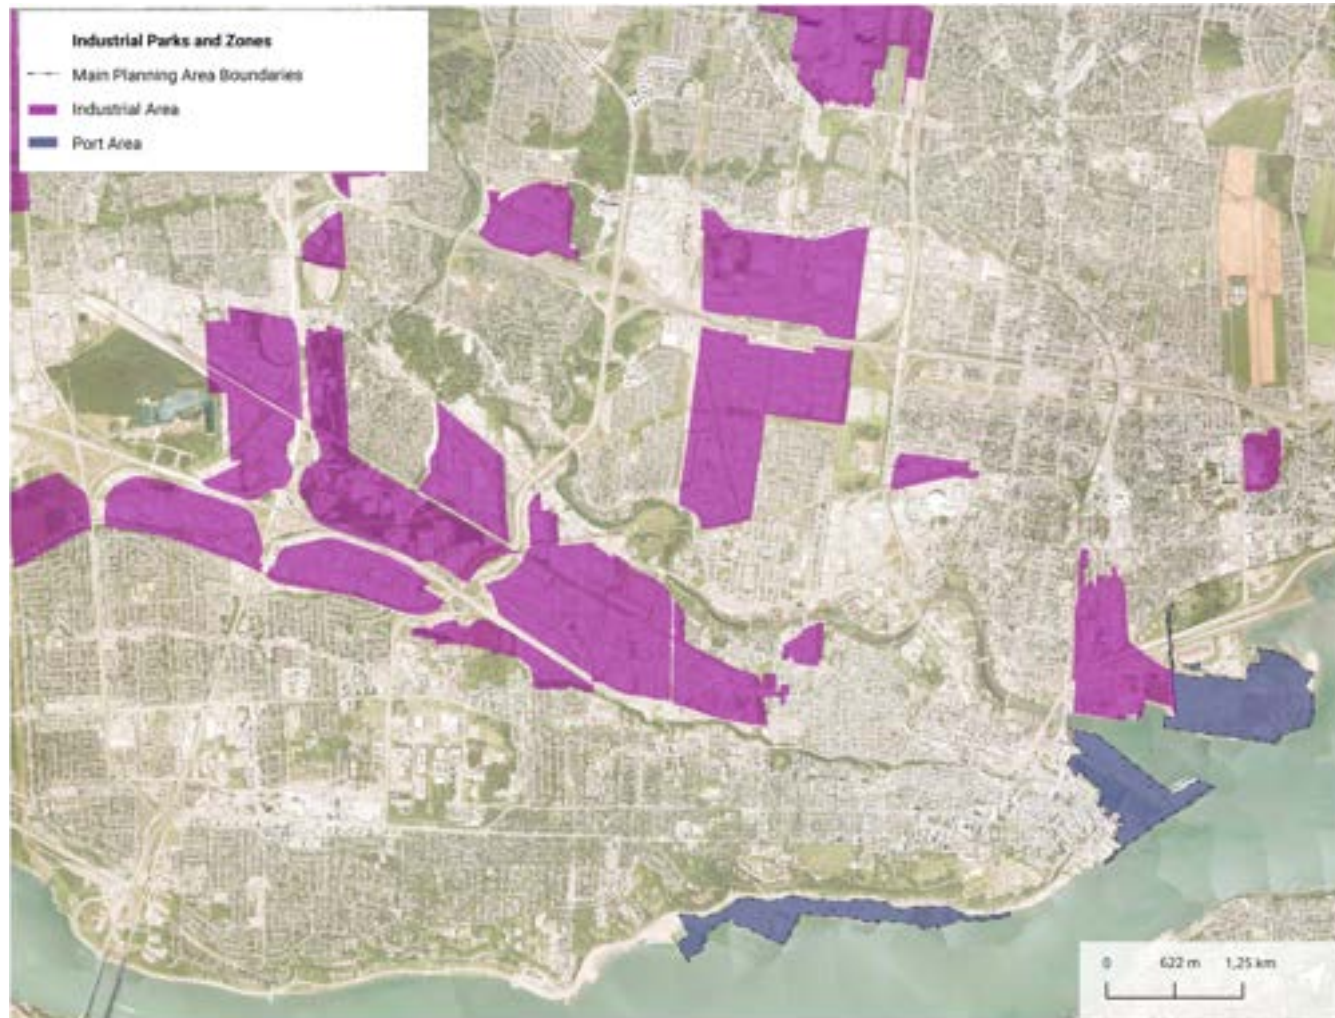 Industrial Parks and Zones
Main Planning Area Boundaries
Industrial Area
Port Area
0 622 m 1,25 km